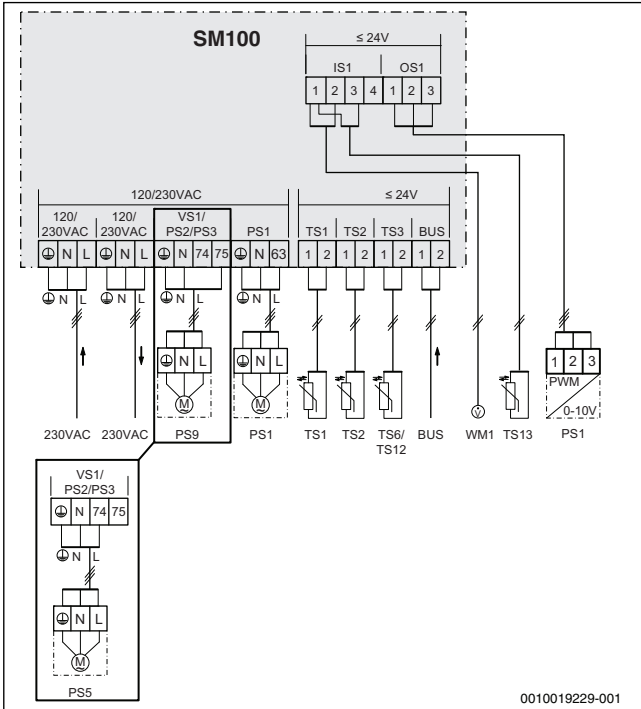 SM100
≤ 24V
IS1 OS1
1 2 3 4 1 2 3
120/230VAC ≤ 24V
120/ 120/ VS1/
230VAC 230VAC PS2/PS3 PS1 TS1 TS2 TS3 BUS
N L N L N 74 75 N 63 1 2 1 2 1 2 1 2
N L N L N L N L
N L N L 1 2 3
M M PWM
0-10V
230VAC 230VAC PS9 PS1 TS1 TS2 TS6/ BUS WM1 TS13 PS1
TS12
VS1/
PS2/PS3
N 74 75
N L
N L
M
PS5
0010019229-001